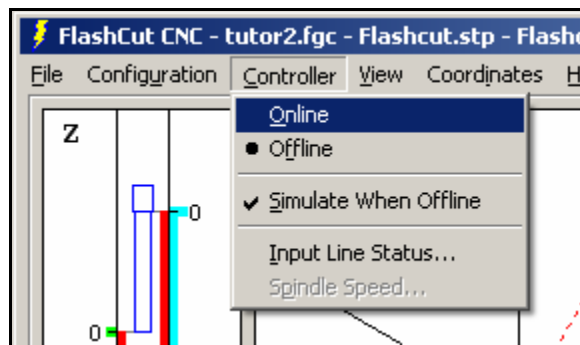 FlashCut CNC - tutor2.fgc - Flashcut.stp - Flash
File Configuration Controller View Coordinates H
Z
Online
Offline
Simulate When Offline
0
Input Line Status...
Spindle Speed...
0